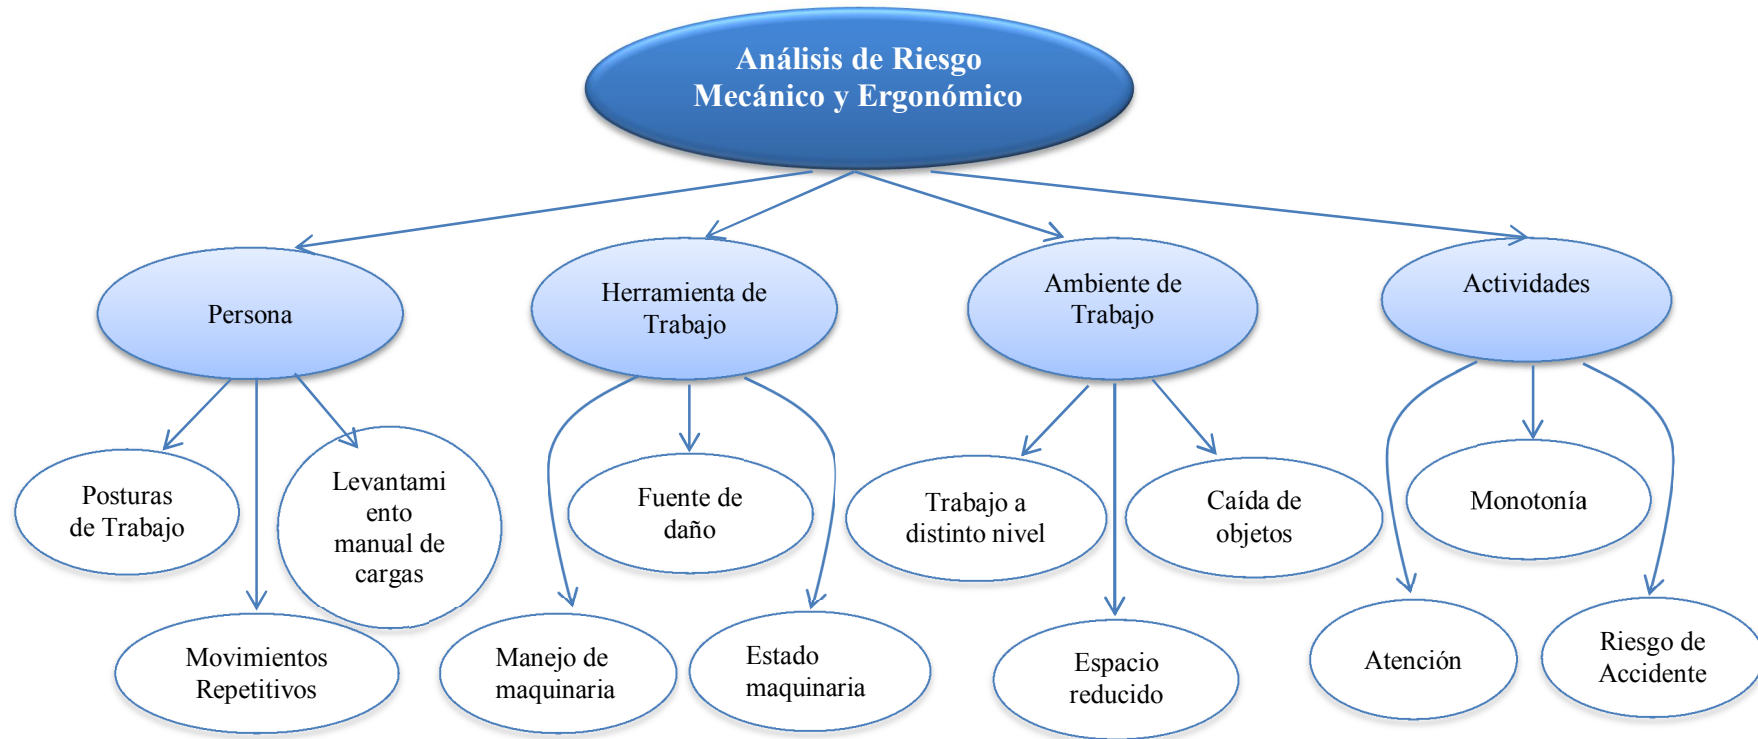 Análisis de Riesgo
Mecánico y Ergonómico
Persona
Herramienta de
Trabajo
Ambiente de
Trabajo
Actividades
Posturas
de Trabajo
Levantami
ento
manual de
cargas
Fuente de
daño
Trabajo a
distinto nivel
Caída de
objetos
Monotonía
Movimientos
Repetitivos
Manejo de
maquinaria
Estado
maquinaria
Espacio
reducido
Atención
Riesgo de
Accidente